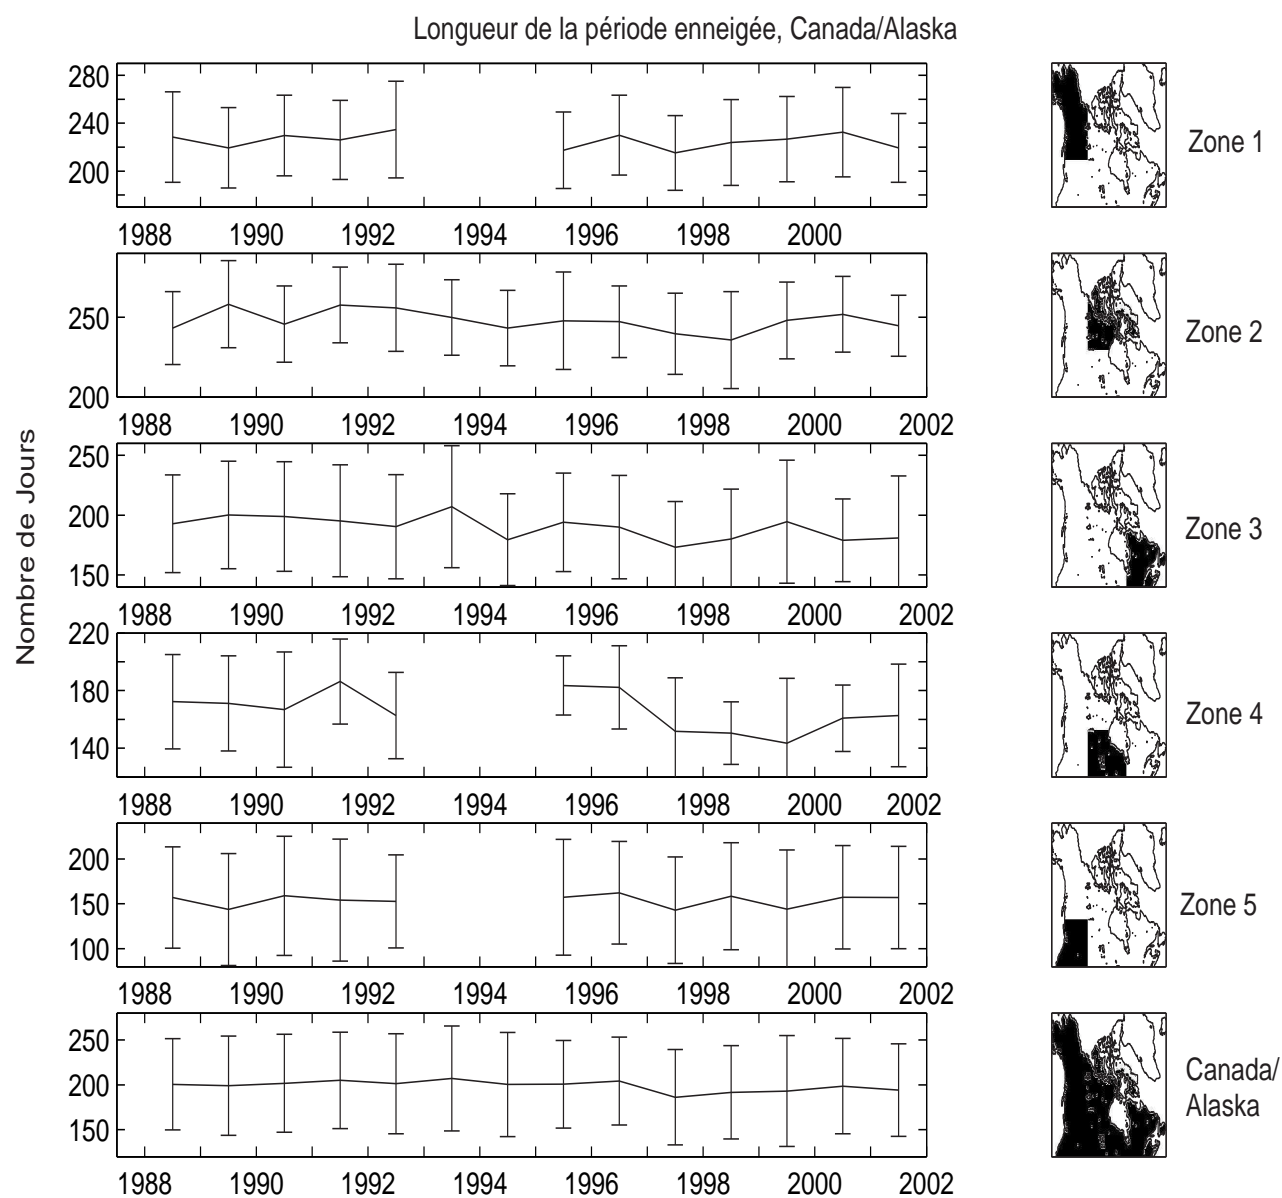 Longueur de la période enneigée, Canada/Alaska
Nombre de Jours
280
240
200
1988 1990 1992 1994 1996 1998 2000
Zone 1
250
200
1988 1990 1992 1994 1996 1998 2000 2002
Zone 2
250
200
150
1988 1990 1992 1994 1996 1998 2000
Zone 3
220
180
140
1988 1990 1992 1994 1996 1998 2000 2002
Zone 4
200
150
100
1988 1990 1992 1994 1996 1998 2000 2002
Zone 5
250
200
150
1988 1990 1992 1994 1996 1998 2000 2002
Canada/
Alaska